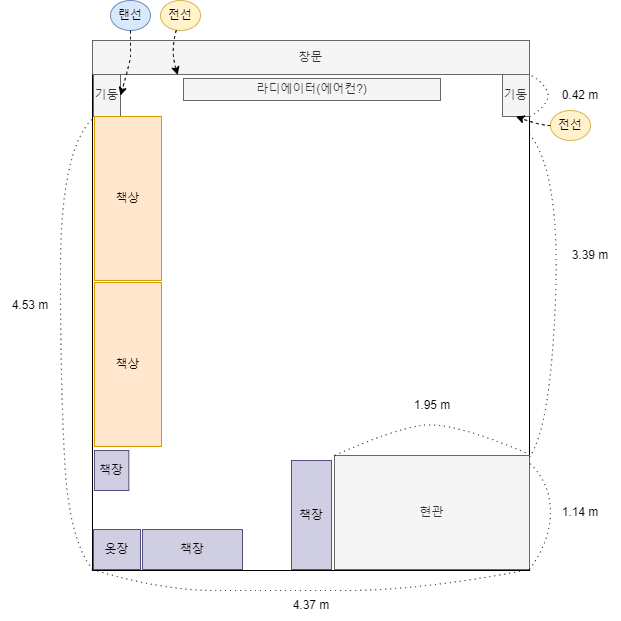 랜선
전선
창문
기둥
라디에이터(에어컨?)
기둥
0.42 m
전선
책상
3.39 m
4.53 m
책상
1.95 m
책장
책장
현관
1.14 m
옷장
책장
4.37 m